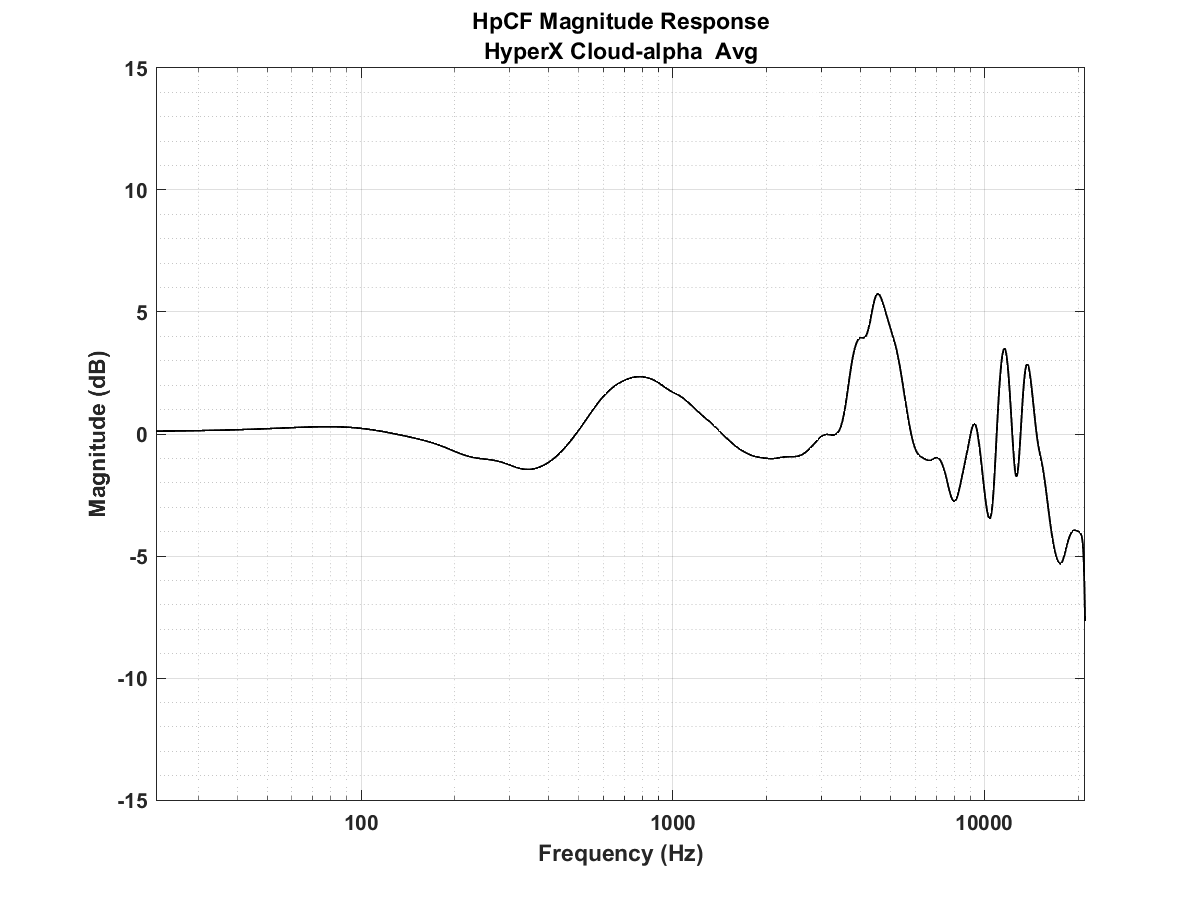 HpCF Magnitude Response
HyperX Cloud-alpha  Avg
15
10
5
0
-5
-10
-15
Magnitude (dB)
100
1000
10000
Frequency (Hz)